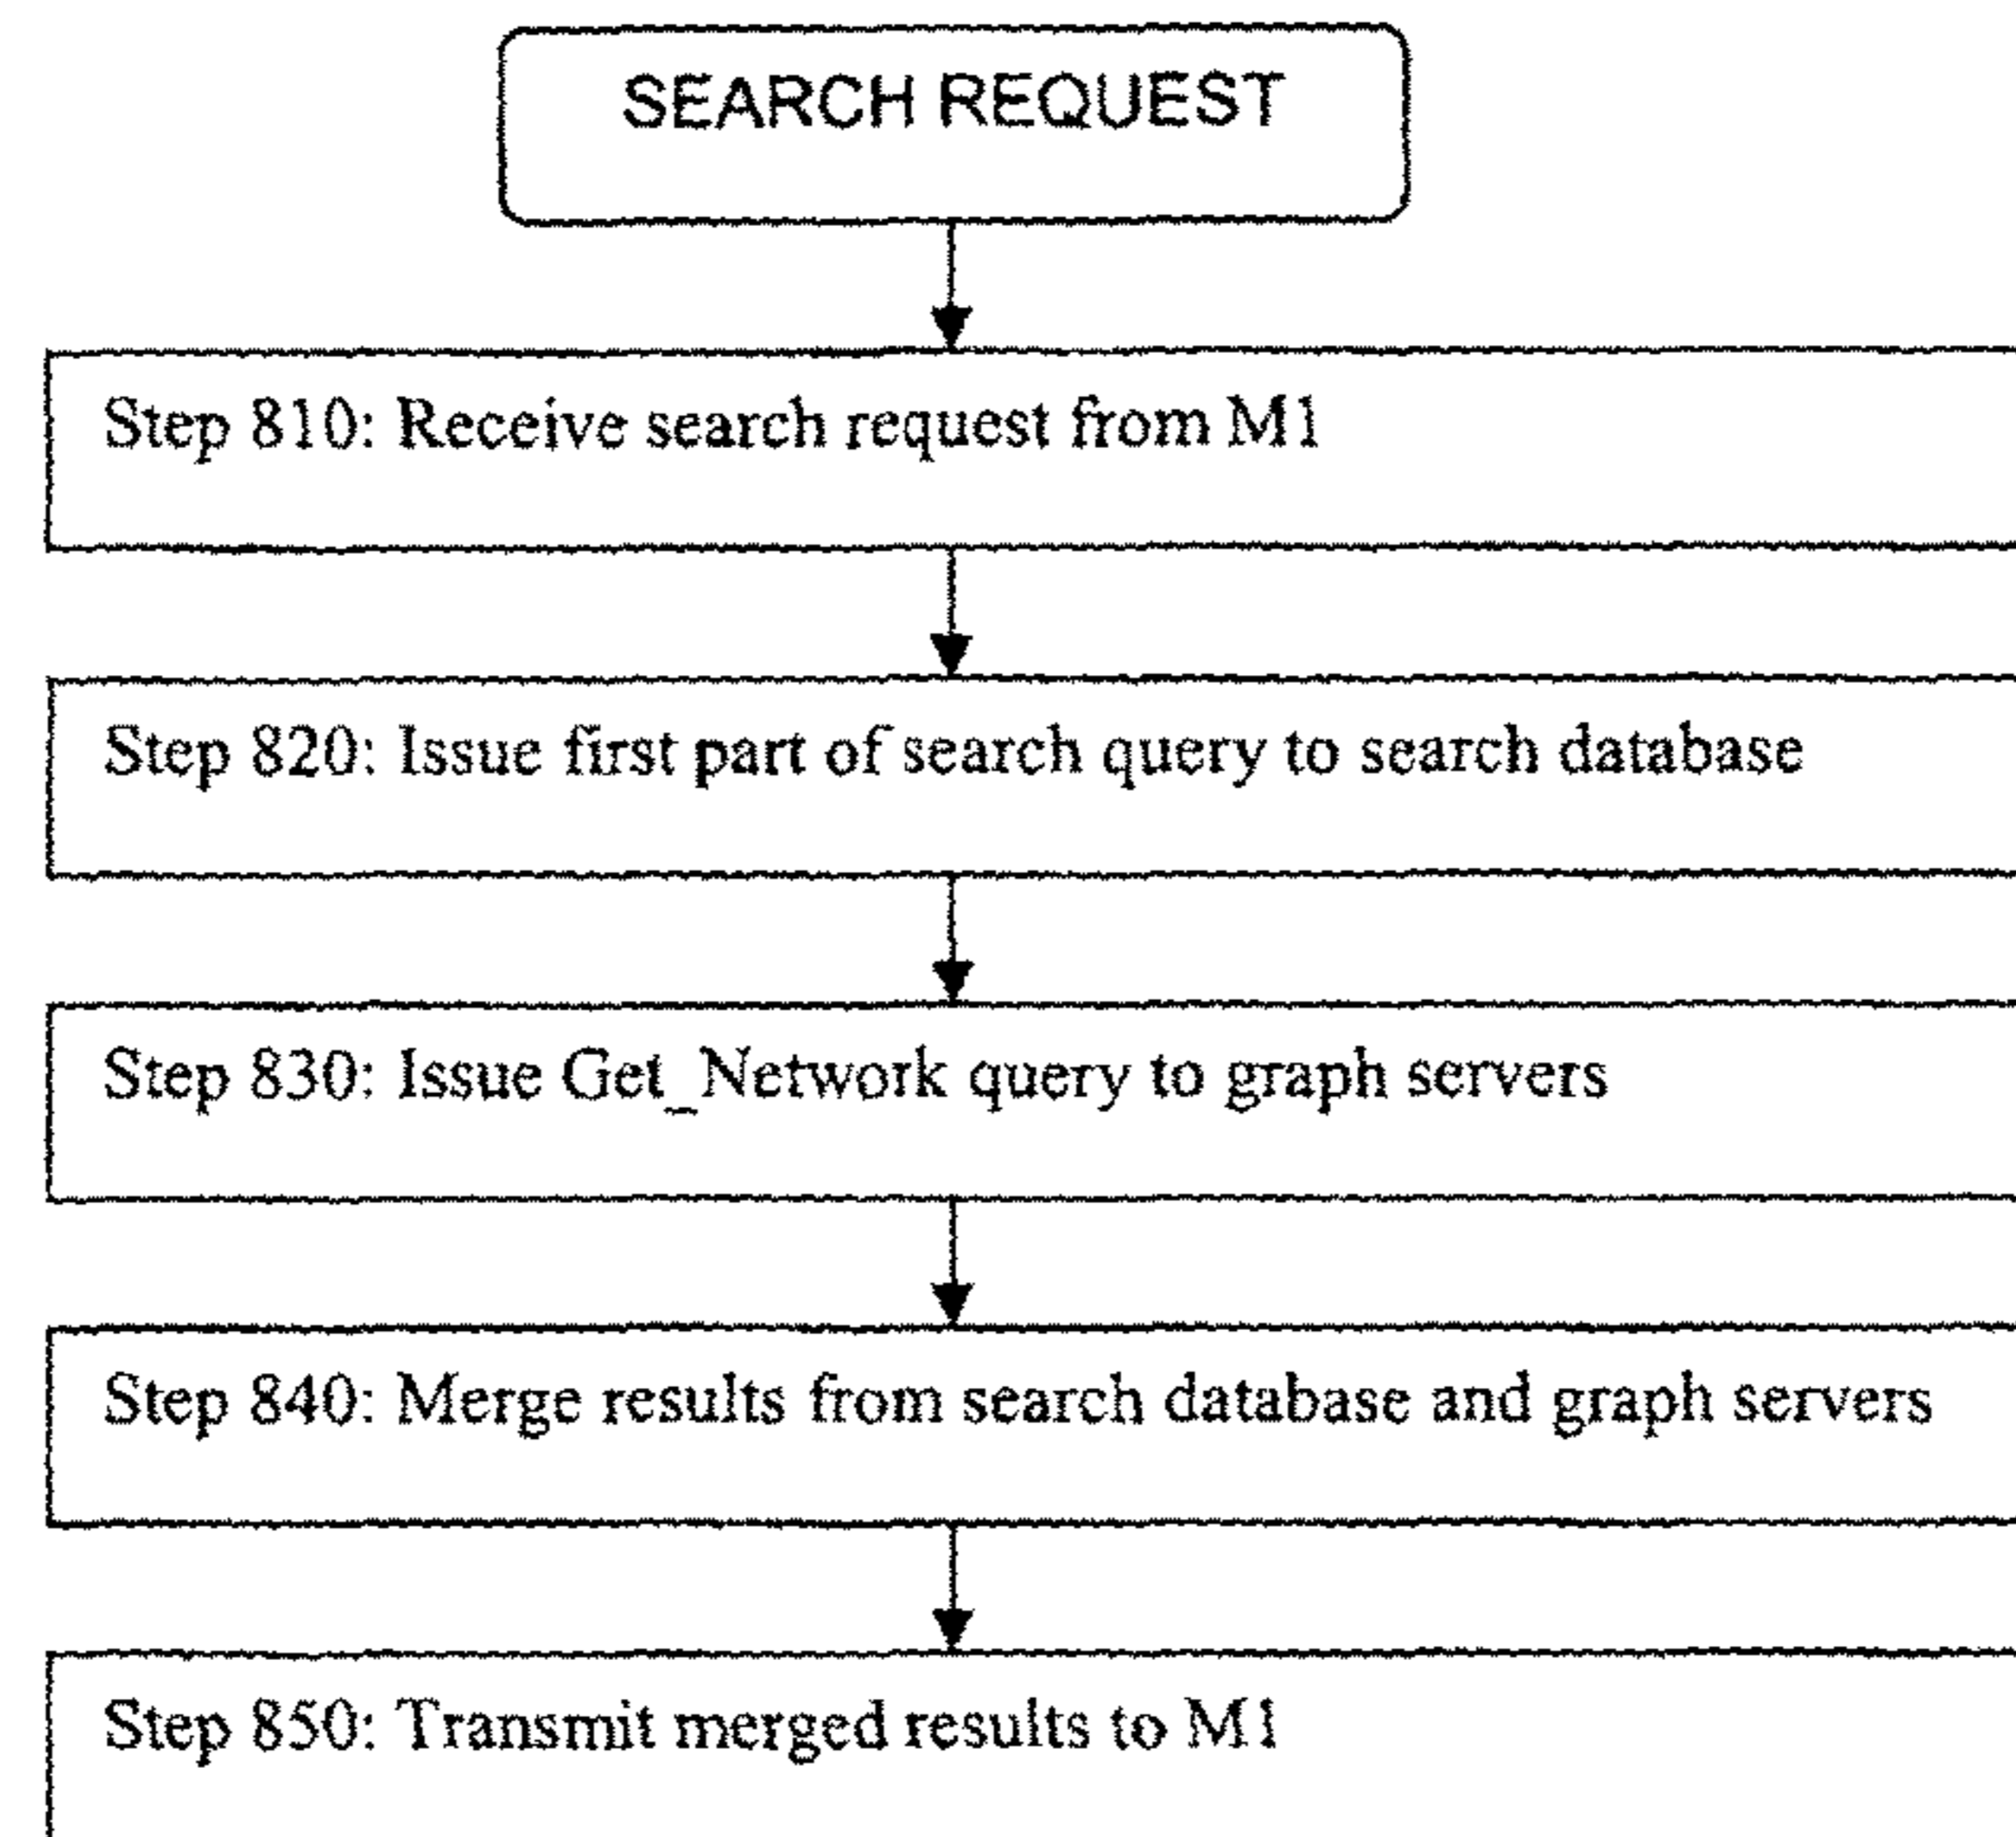 SEARCH REQUEST
Step 810: Receive search request from M1
Step 820: Issue first part of search query to search database
Step 830: Issue Get_Network query to graph servers
Step 840: Merge results from search database and graph servers
Step 850: Transmit merged results to M1